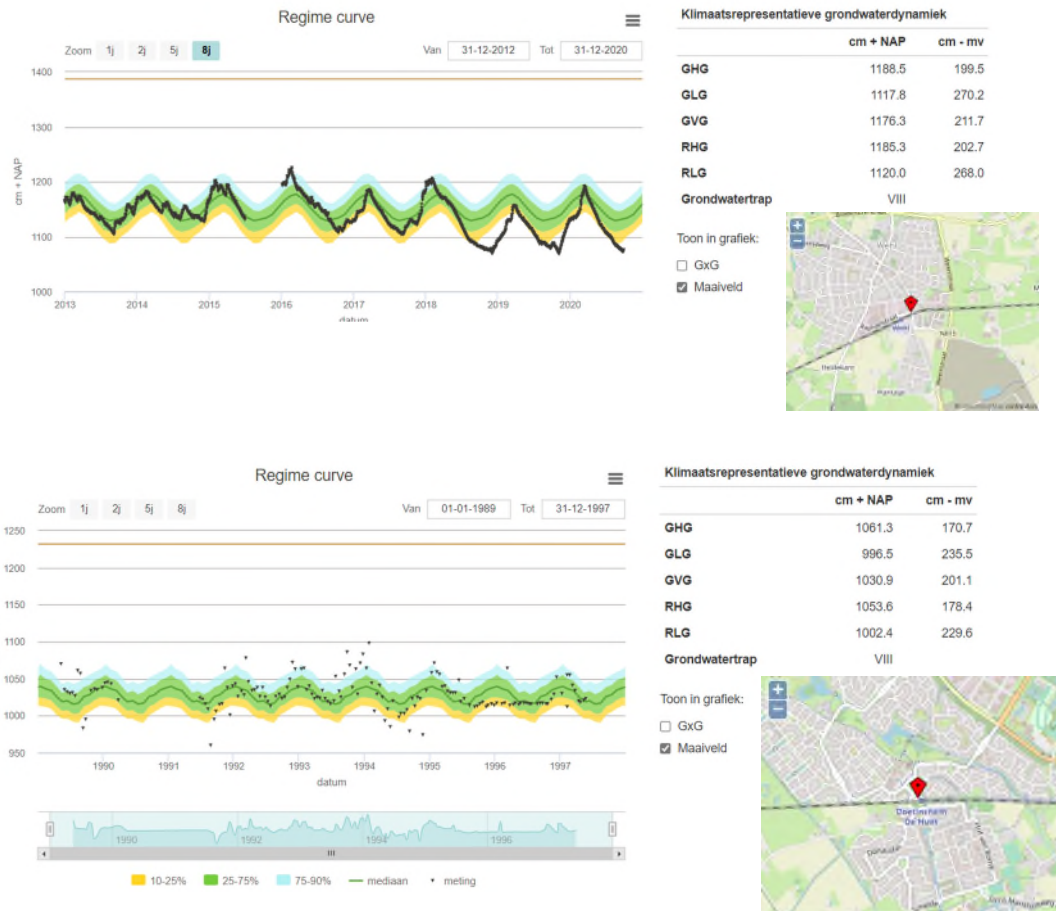 Regime curve
Zoom 1j 2j 5j 8j Van 31-12-2012 Tot 31-12-2020
1400
1300
1200
1100
1000
cm + NAP
2013 2014 2015 2016 2017 2018 2019 2020
datum
Klimaatsrepresentatieve grondwaterdynamiek
cm + NAP cm - mv
GHG 1188.5 199.5
GLG 1117.8 270.2
GVG 1176.3 211.7
RHG 1185.3 202.7
RLG 1120.0 268.0
Grondwatertrap VIII
Toon in grafiek:
GxG
Maaiveld
+
−
Wehl
Wehl
Heidekant
Regime curve
Zoom 1j 2j 5j 8j Van 01-01-1989 Tot 31-12-1997
1250
1200
1150
1100
1050
1000
950
1990 1991 1992 1993 1994 1995 1996 1997
datum
1990 1992 1994 1996
10-25% 25-75% 75-90% mediaan meting
Klimaatsrepresentatieve grondwaterdynamiek
cm + NAP cm - mv
GHG 1061.3 170.7
GLG 996.5 235.5
GVG 1030.9 201.1
RHG 1053.6 178.4
RLG 1002.4 229.6
Grondwatertrap VIII
Toon in grafiek:
GxG
Maaiveld
+
−
Doetinchem
De Huet